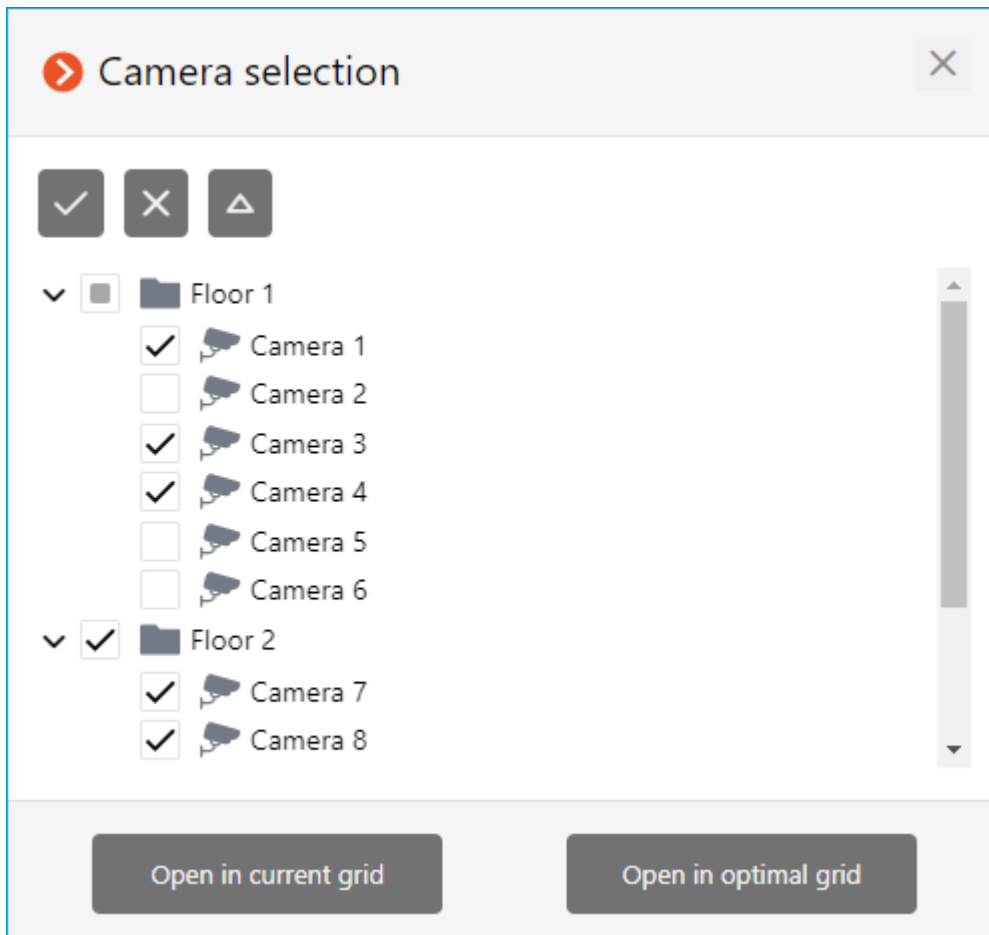 Camera selection
Floor 1
Camera 1
Camera 2
Camera 3
Camera 4
Camera 5
Camera 6
Floor 2
Camera 7
Camera 8
Open in current grid
Open in optimal grid